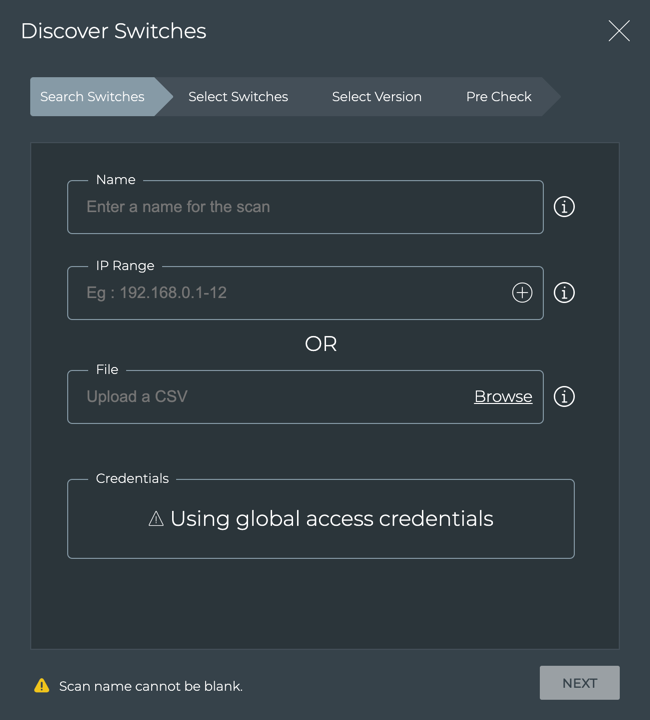 Discover Switches
Search Switches
Select Switches
Select Version
Pre Check
Name
Enter a name for the scan
IP Range
Eg : 192.168.0.1-12
OR
File
Upload a CSV
Browse
Credentials
⚠ Using global access credentials
Scan name cannot be blank.
NEXT